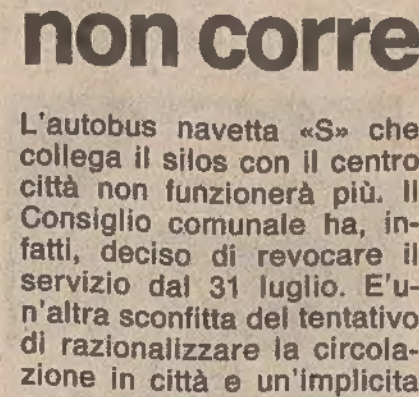 non corre
L'autobus navetta «S» che
collega il silos con il centro
città non funzionerà più. Il
Consiglio comunale ha, in-
fatti, deciso di revocare il
servizio dal 31 luglio. E'u-
n'altra sconfitta del tentativo
di razionalizzare la circola-
zione in città e un'implicita